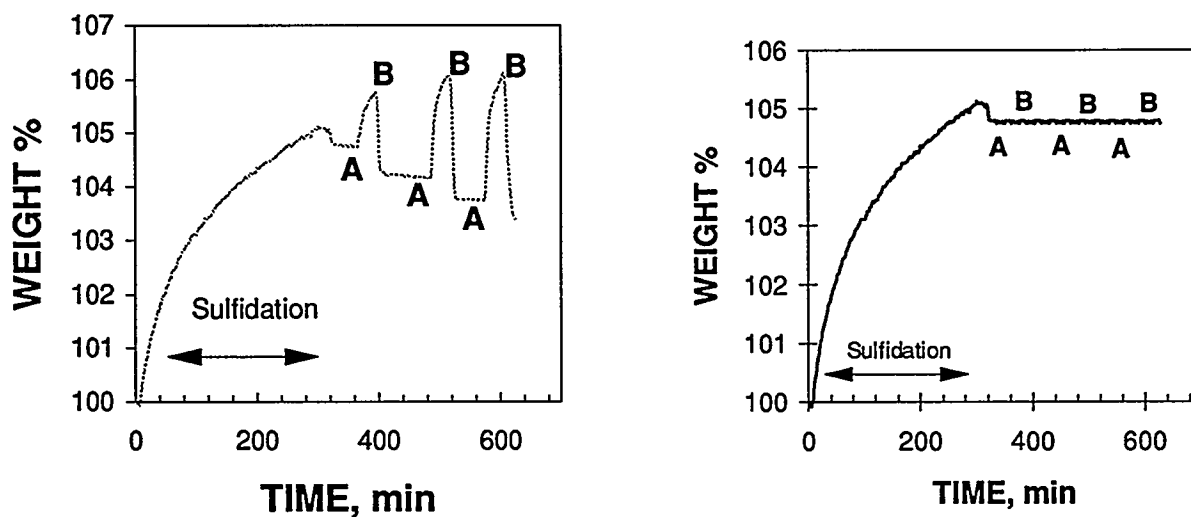 107
106
105
104
103
102
101
100
WEIGHT %
B B B
A A A
Sulfidation
0 200 400 600
TIME, min
106
105
104
103
102
101
100
WEIGHT %
B B B
A A A
Sulfidation
0 200 400 600
TIME, min